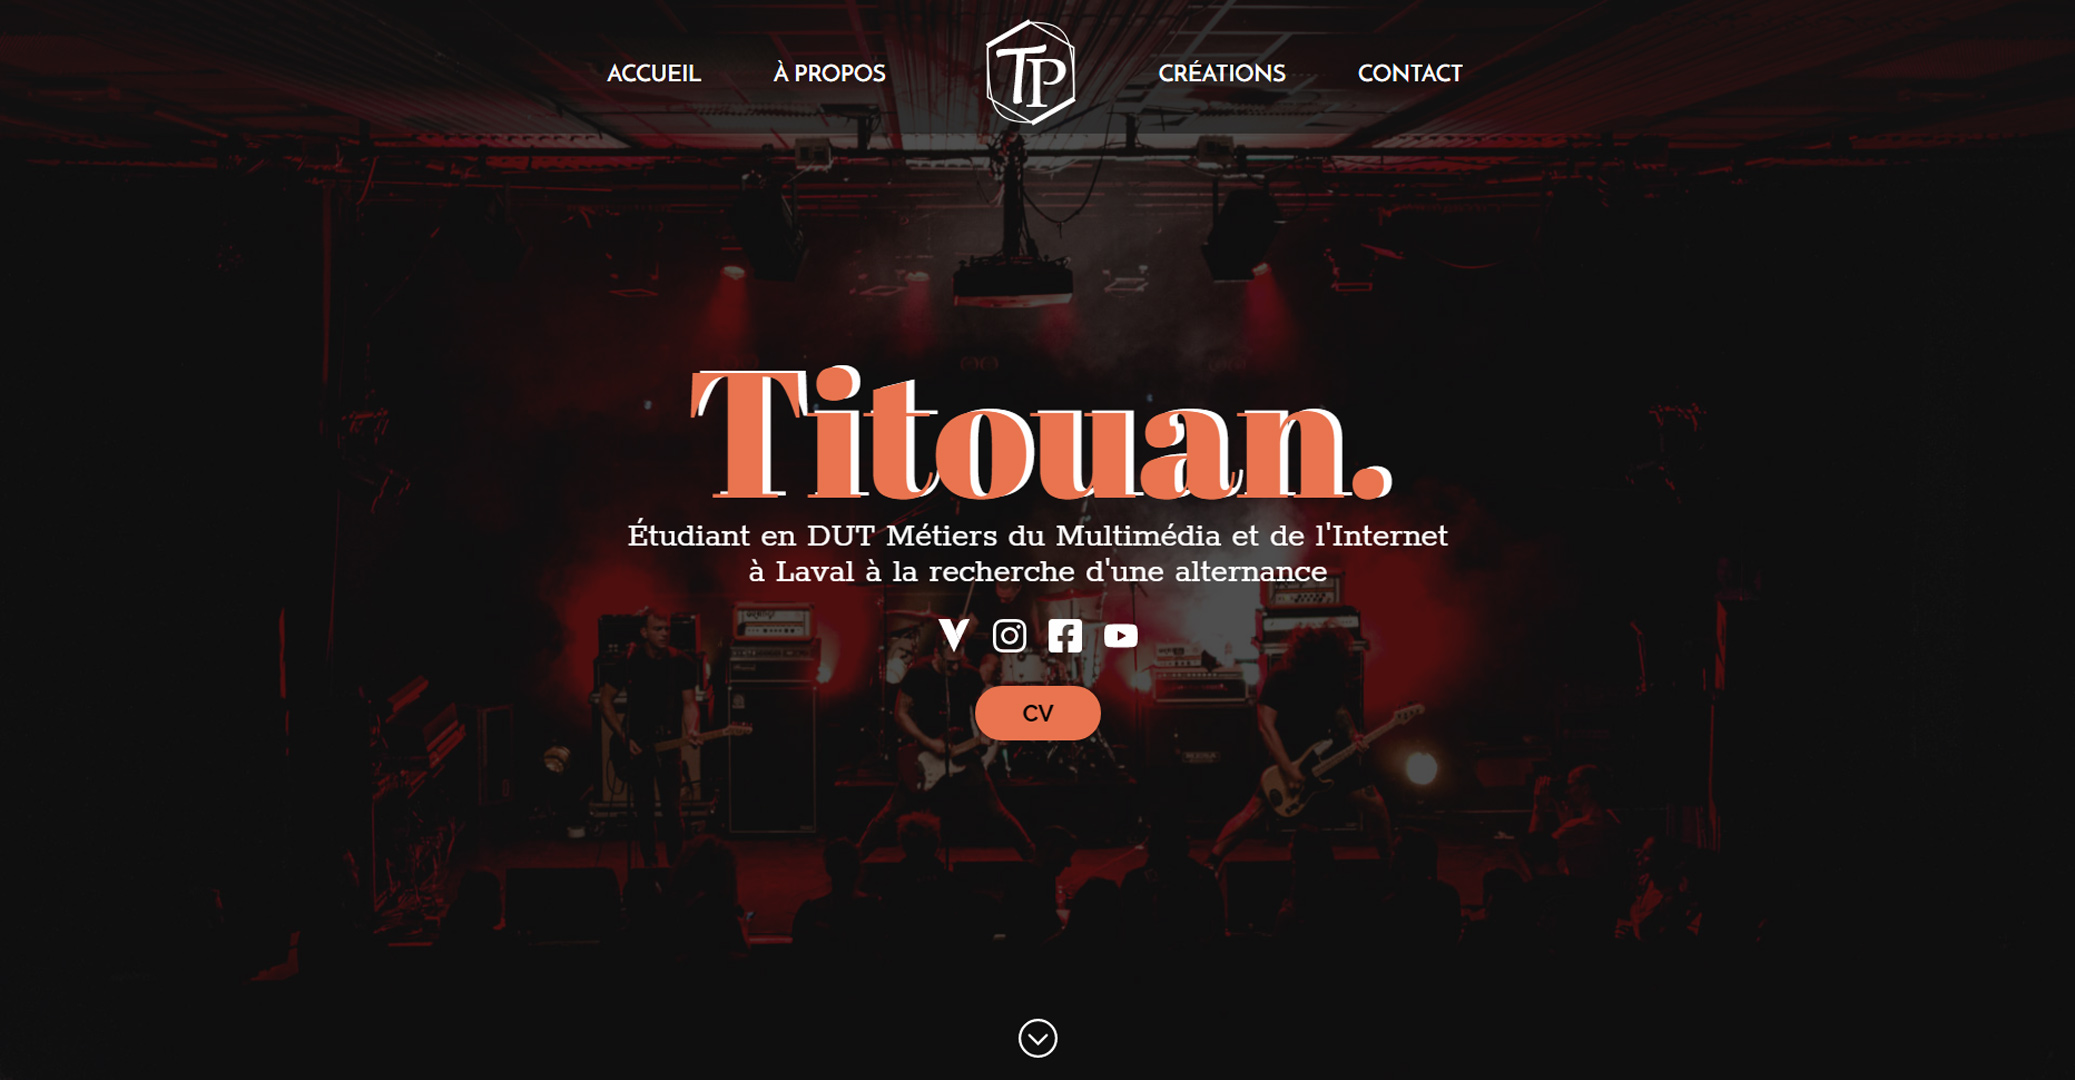 ACCUEIL À PROPOS TP CRÉATIONS CONTACT
Titouan.
Étudiant en DUT Métiers du Multimédia et de l'Internet
à Laval à la recherche d'une alternance
CV